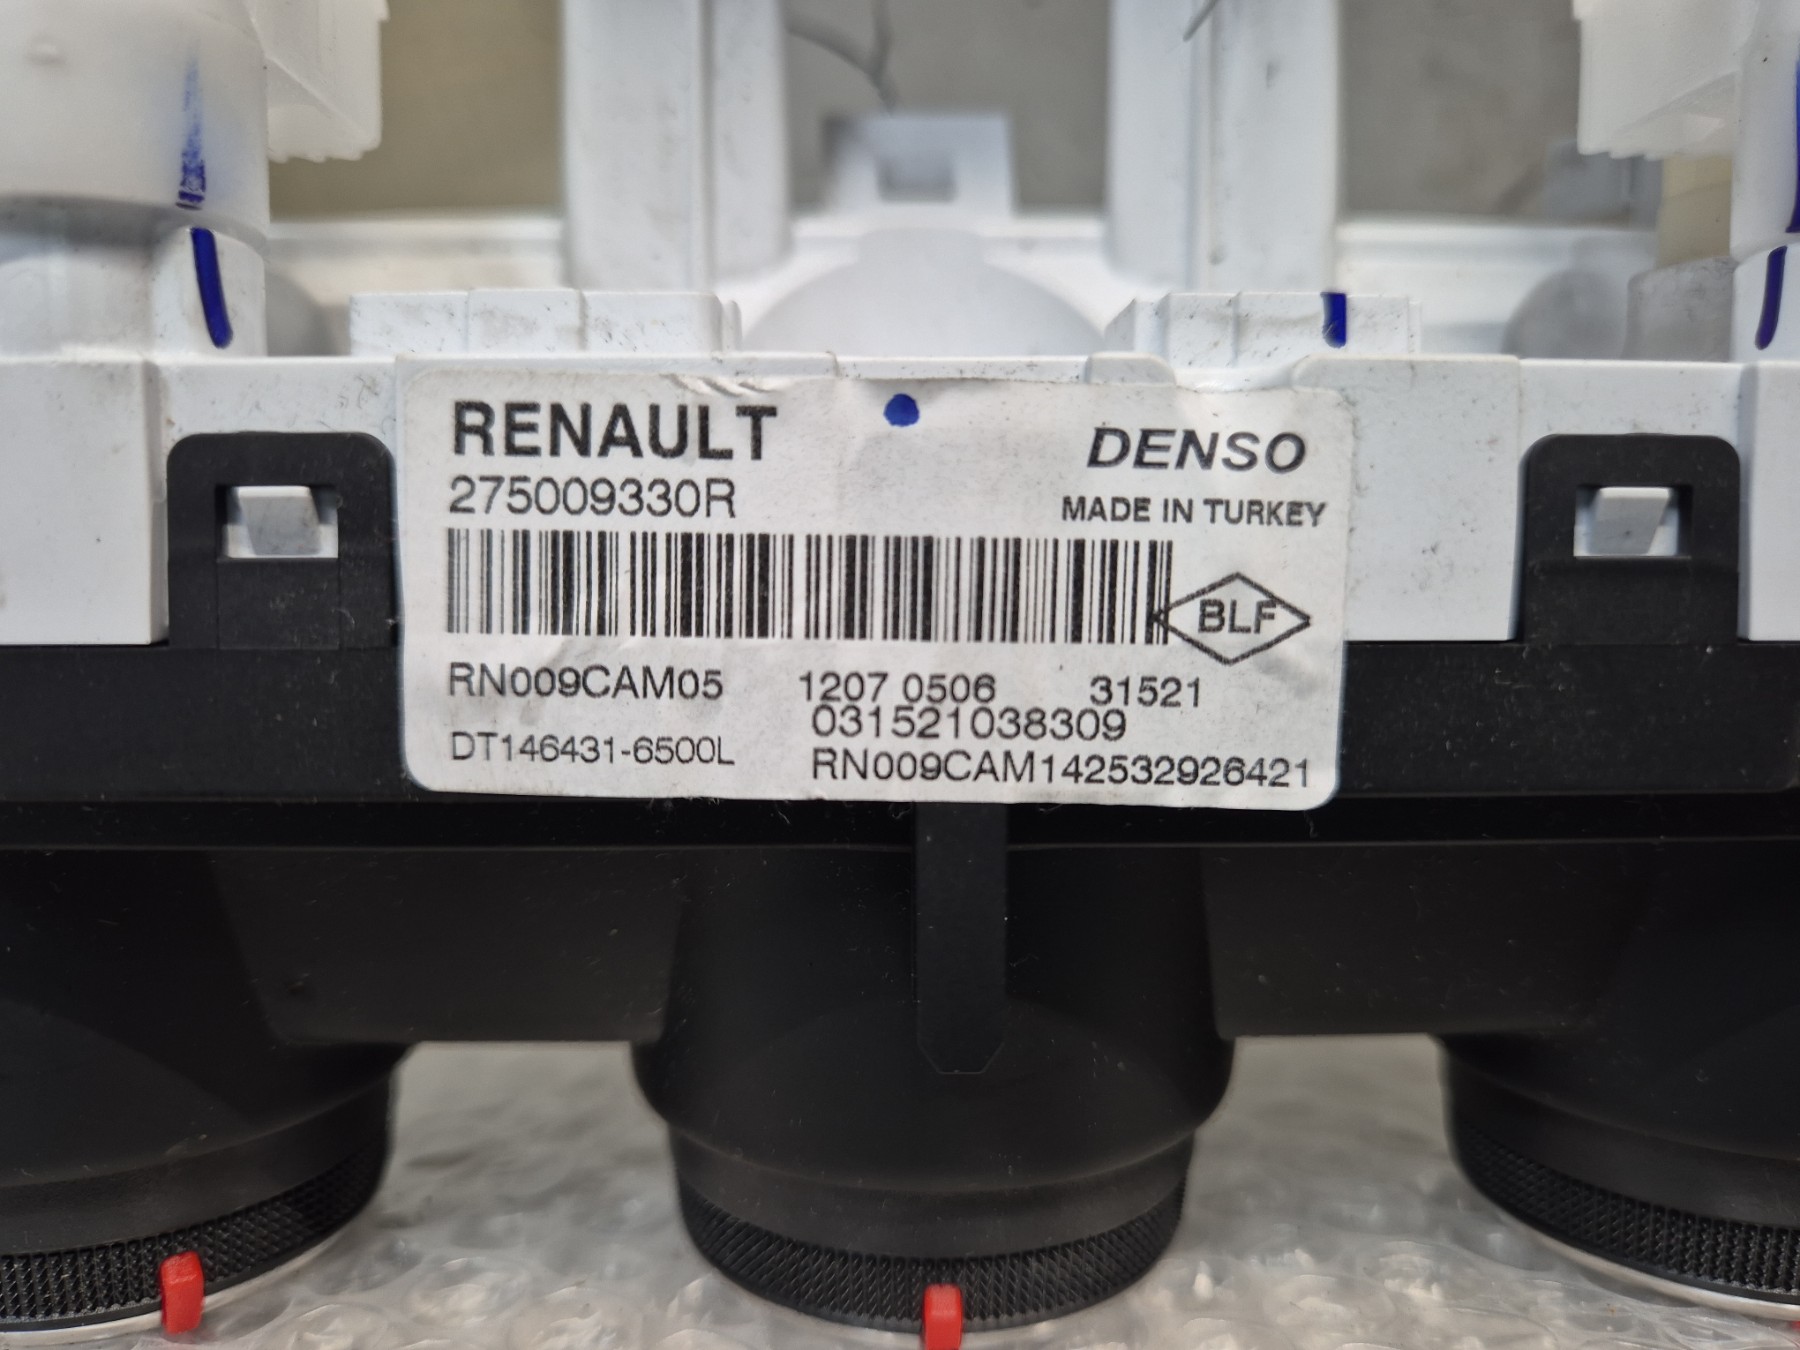 RENAULT
DENSO
275009330R
MADE IN TURKEY
BLF
RN009CAM05 1207 0506 31521
031521038309
DT146431-6500L
RN009CAM142532926421